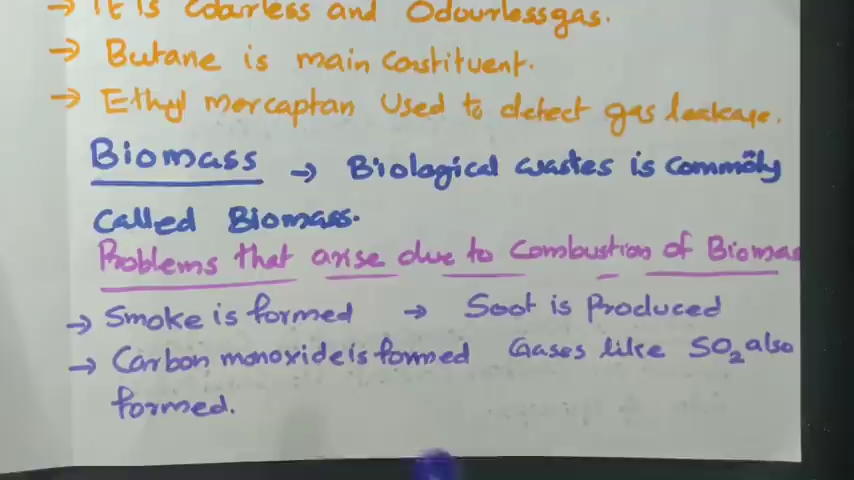 → It is Colourless and Odourless gas.
→ Butane is main Constituent.
→ Ethyl mercaptan Used to detect gas leakage.
Biomass → Biological wastes is Commonly
Called Biomass.
Problems that arise due to Combustion of Biomas
→ Smoke is formed → Soot is Produced
→ Carbon monoxide is formed Gases like SO₂ also
formed.